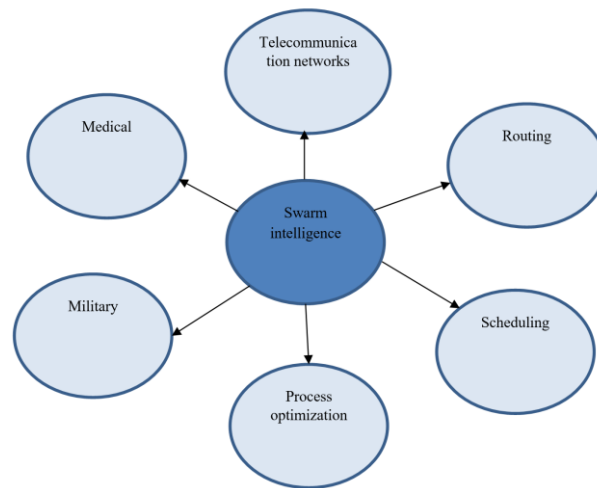 Telecommunica
tion networks
Medical
Routing
Swarm
intelligence
Military
Scheduling
Process
optimization